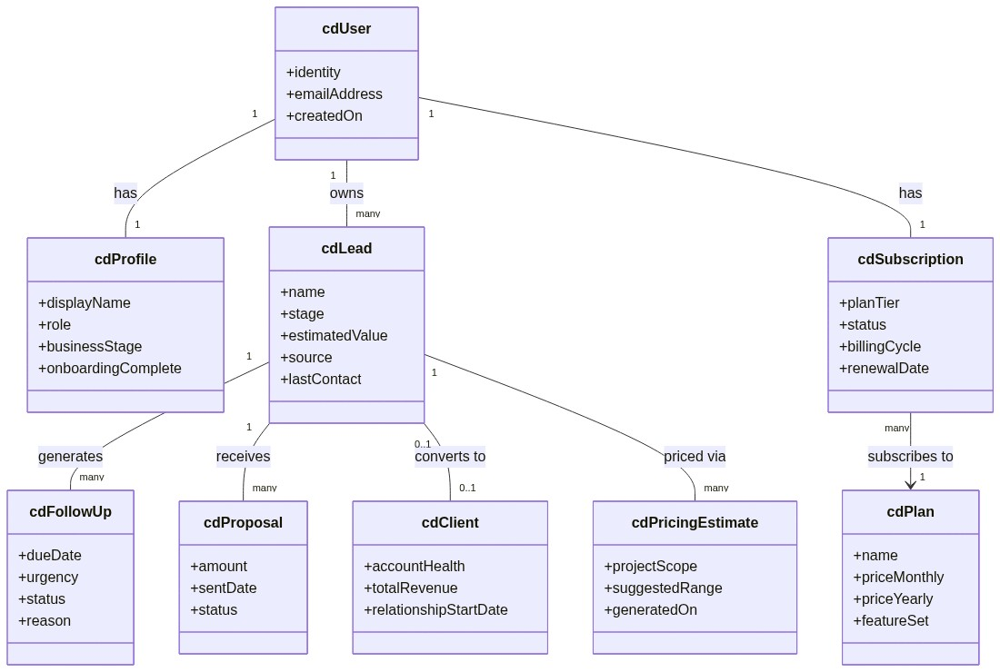 cdUser
+identity
+emailAddress
+createdOn
1
1
1
has
owns
has
1
many
1
cdProfile
+displayName
+role
+businessStage
+onboardingComplete
cdLead
+name
+stage
+estimatedValue
+source
+lastContact
cdSubscription
+planTier
+status
+billingCycle
+renewalDate
1
1
1
0..1
many
generates
receives
converts to
priced via
subscribes to
many
many
0..1
many
1
cdFollowUp
+dueDate
+urgency
+status
+reason
cdProposal
+amount
+sentDate
+status
cdClient
+accountHealth
+totalRevenue
+relationshipStartDate
cdPricingEstimate
+projectScope
+suggestedRange
+generatedOn
cdPlan
+name
+priceMonthly
+priceYearly
+featureSet